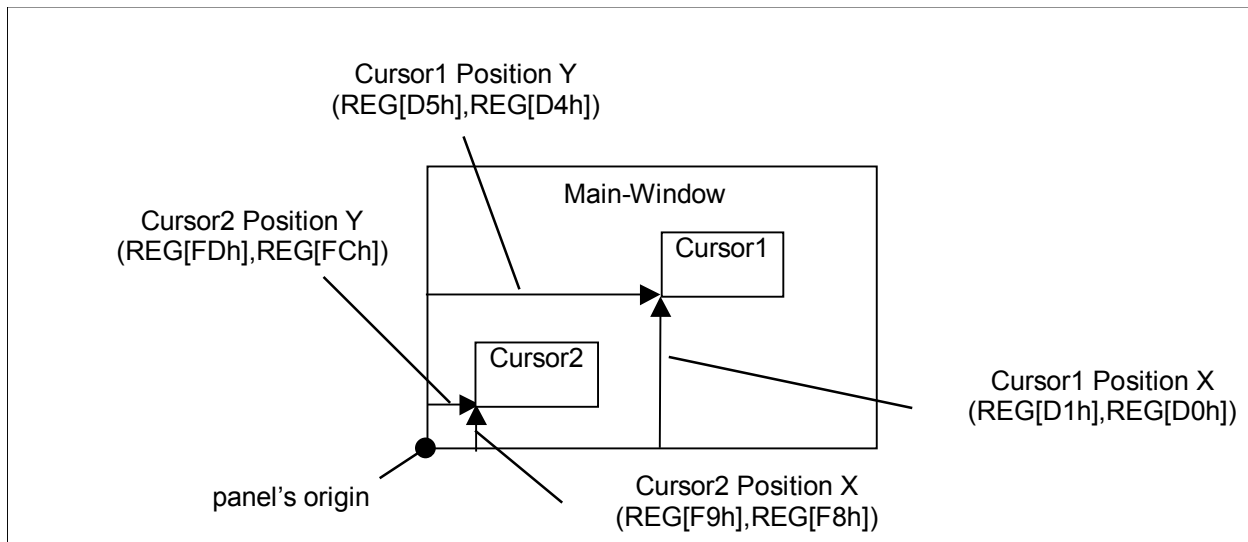 Cursor1 Position Y
(REG[D5h],REG[D4h])
Main-Window
Cursor2 Position Y
(REG[FDh],REG[FCh])
Cursor1
Cursor2
Cursor1 Position X
(REG[D1h],REG[D0h])
panel's origin
Cursor2 Position X
(REG[F9h],REG[F8h])